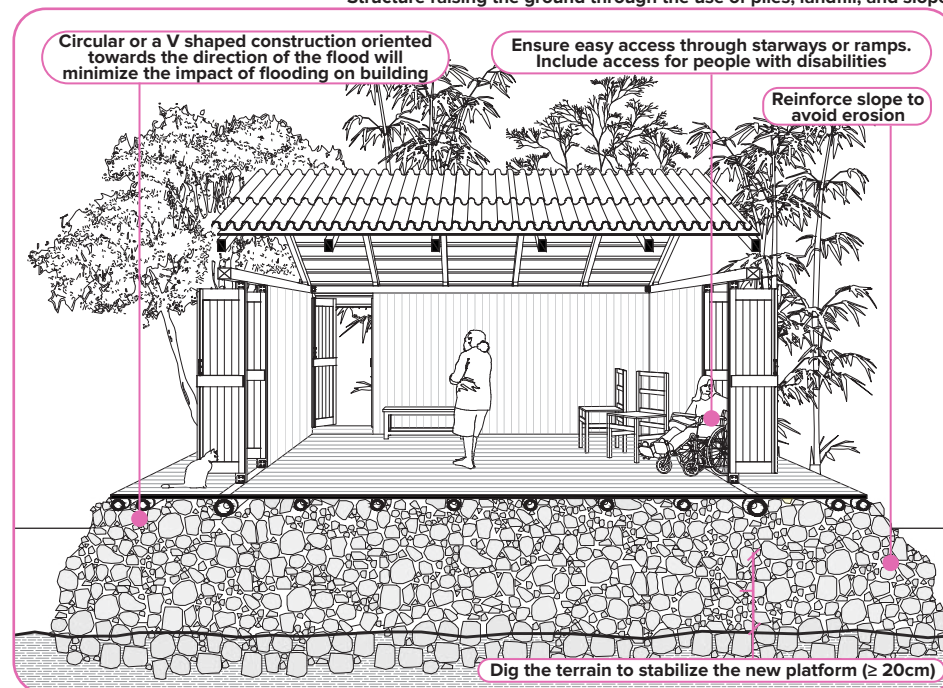 Structure raising the ground through the use of piles, landfill, and slope
Circular or a V shaped construction oriented
towards the direction of the flood will
minimize the impact of flooding on building
Ensure easy access through starways or ramps.
Include access for people with disabilities
Reinforce slope to
avoid erosion
Dig the terrain to stabilize the new platform (≥ 20cm)